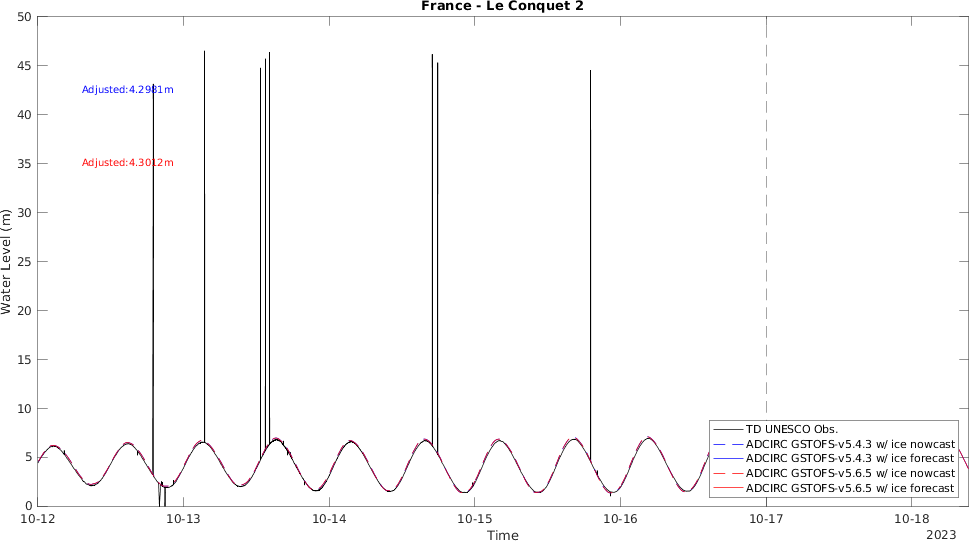 France - Le Conquet 2
50
45
40
35
30
25
20
15
10
5
0
Water Level (m)
Adjusted:4.2981m
Adjusted:4.3012m
TD UNESCO Obs.
ADCIRC GSTOFS-v5.4.3 w/ ice nowcast
ADCIRC GSTOFS-v5.4.3 w/ ice forecast
ADCIRC GSTOFS-v5.6.5 w/ ice nowcast
ADCIRC GSTOFS-v5.6.5 w/ ice forecast
10-12 10-13 10-14 10-15 10-16 10-17 10-18
Time
2023